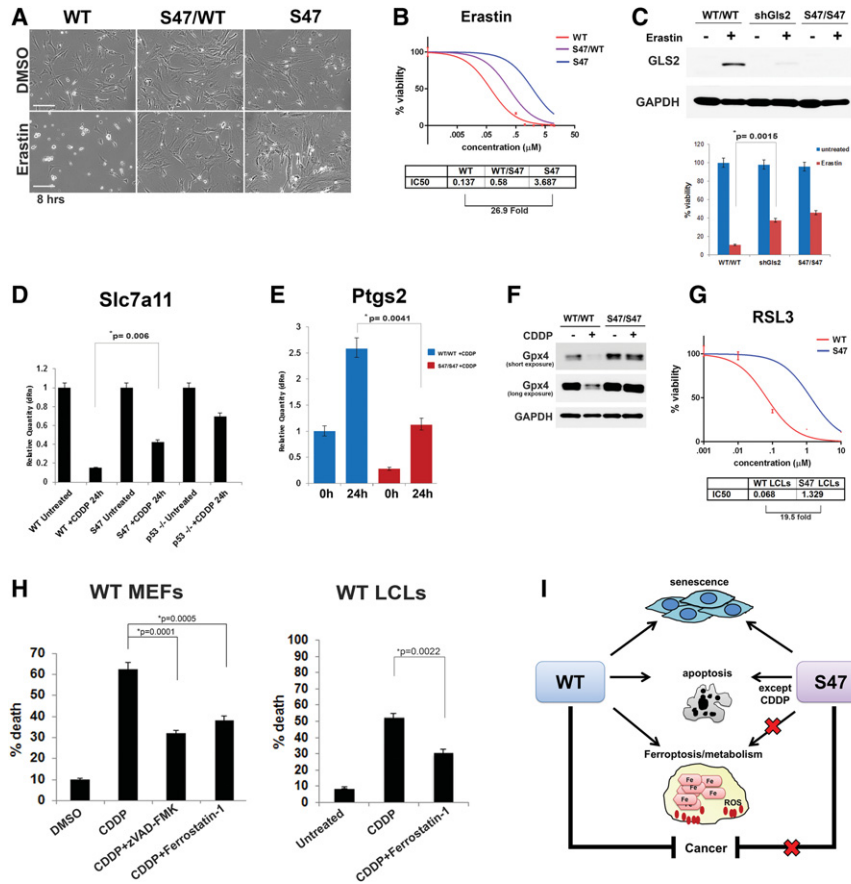 A
WT
S47/WT
S47
DMSO
Erastin
8 hrs
B
Erastin
% viability
100
50
0
.005
.05
.5
5
50
concentration (µM)
WT
S47/WT
S47
WT
WT/S47
S47
IC50
0.137
0.58
3.687
26.9 Fold
C
WT/WT
shGls2
S47/S47
Erastin
-
+
-
+
-
+
GLS2
GAPDH
* p= 0.0015
untreated
Erastin
% viability
120
100
80
60
40
20
0
WT/WT
shGls2
S47/S47
D
Slc7a11
* p= 0.006
Relative Quantity (dRn)
1.2
1
0.8
0.6
0.4
0.2
0
WT Untreated
WT +CDDP 24h
S47 Untreated
S47 +CDDP 24h
p53 -/- Untreated
p53 -/- +CDDP 24h
E
Ptgs2
* p= 0.0041
WT/WT +CDDP
S47/S47 +CDDP
Relative Quantity (dRn)
3
2.5
2
1.5
1
0.5
0
0h
24h
0h
24h
F
WT/WT
S47/S47
CDDP
-
+
-
+
Gpx4
(short exposure)
Gpx4
(long exposure)
GAPDH
G
RSL3
WT
S47
% viability
100
50
0
.001
.01
.1
1
10
concentration (µM)
WT LCLs
S47 LCLs
IC50
0.068
1.329
19.5 fold
H
WT MEFs
*p=0.0005
*p=0.0001
% death
70
60
50
40
30
20
10
0
DMSO
CDDP
CDDP+zVAD-FMK
CDDP+Ferrostatin-1
WT LCLs
*p=0.0022
% death
100
90
80
70
60
50
40
30
20
10
0
Untreated
CDDP
CDDP+Ferrostatin-1
I
senescence
WT
apoptosis
except
CDDP
S47
Ferroptosis/metabolism
Fe
Fe
Fe
Fe
Fe
ROS
Cancer